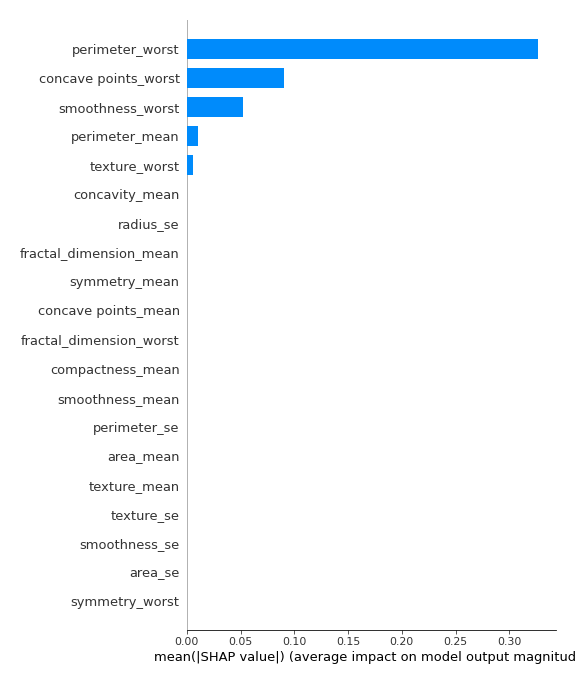 perimeter_worst
concave points_worst
smoothness_worst
perimeter_mean
texture_worst
concavity_mean
radius_se
fractal_dimension_mean
symmetry_mean
concave points_mean
fractal_dimension_worst
compactness_mean
smoothness_mean
perimeter_se
area_mean
texture_mean
texture_se
smoothness_se
area_se
symmetry_worst
0.00 0.05 0.10 0.15 0.20 0.25 0.30
mean(|SHAP value|) (average impact on model output magnitud